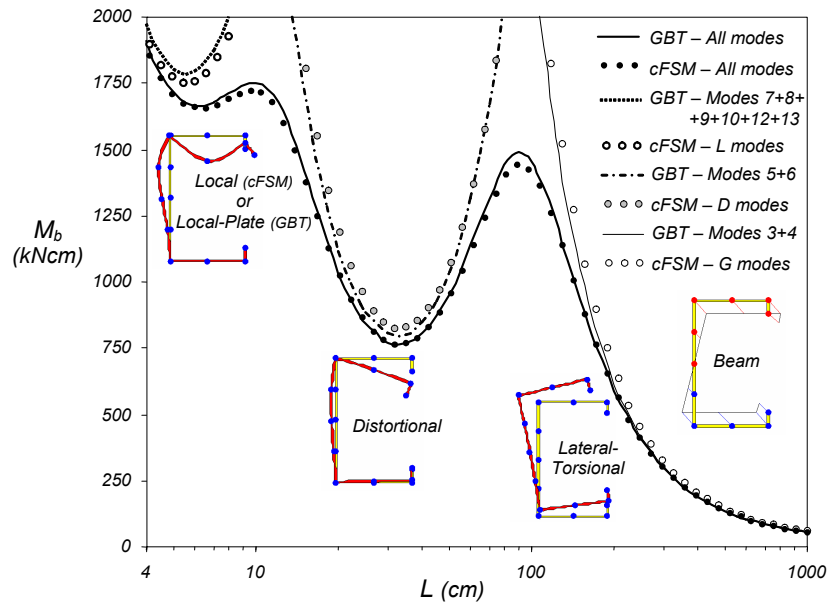 2000
1750
1500
1250
1000
750
500
250
0
M_b
(kNcm)
4
10
20
100
1000
L (cm)
GBT – All modes
cFSM – All modes
GBT – Modes 7+8+
+9+10+12+13
cFSM – L modes
GBT – Modes 5+6
cFSM – D modes
GBT – Modes 3+4
cFSM – G modes
Local (cFSM)
or
Local-Plate (GBT)
Distortional
Lateral-
Torsional
Beam